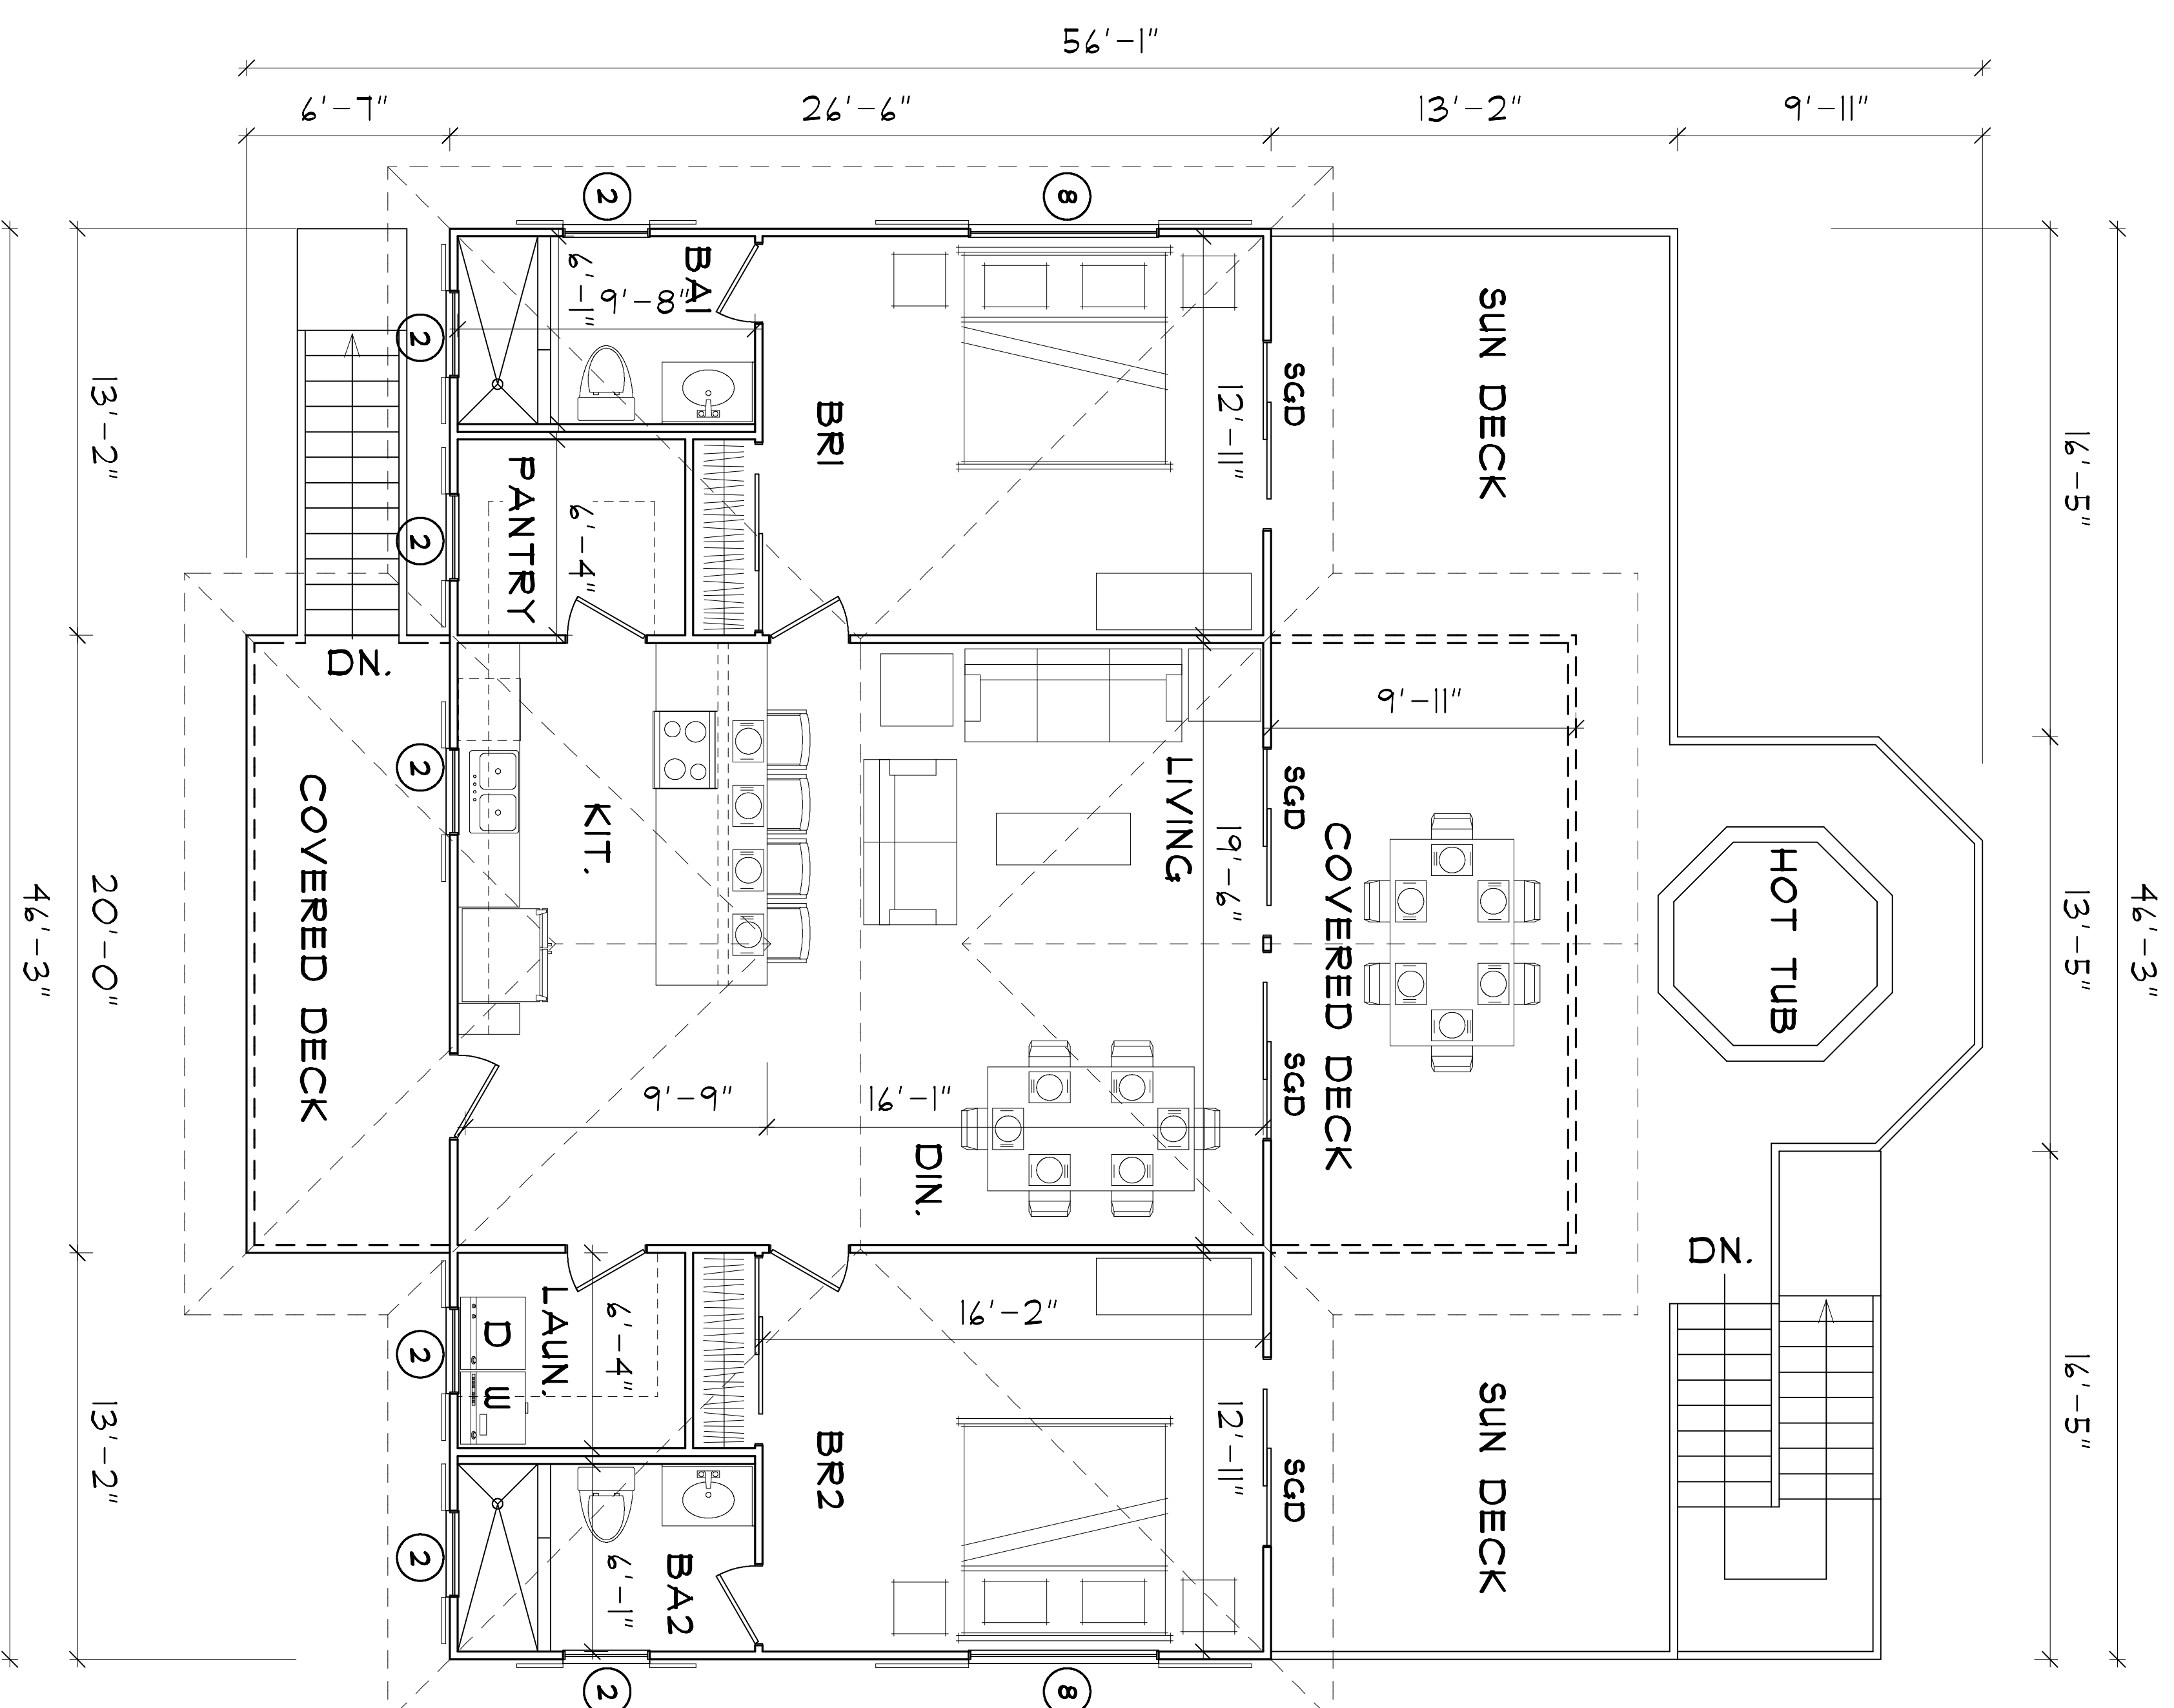 56'-1"
6'-7"
26'-6"
13'-2"
9'-11"
2
8
BA1
6'-1"
9'-8"
2
SUN DECK
SGD
12'-11"
BR1
13'-2"
16'-5"
PANTRY
6'-4"
2
DN.
9'-11"
2
KIT.
LIVING
19'-6"
SGD
COVERED DECK
HOT TUB
COVERED DECK
20'-0"
46'-3"
13'-5"
46'-3"
9'-9"
16'-1"
DIN.
SGD
DN.
LAUN.
6'-4"
D
W
2
16'-2"
BR2
12'-11"
SGD
SUN DECK
13'-2"
16'-5"
BA2
6'-1"
2
2
8